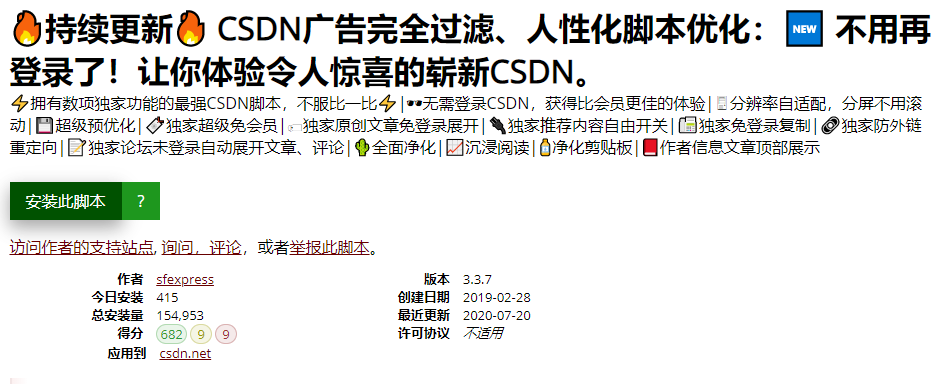 🔥持续更新🔥 CSDN广告完全过滤、人性化脚本优化：🆕 不用再
登录了！让你体验令人惊喜的崭新CSDN。
⚡️拥有数项独家功能的最强CSDN脚本，不服比一比⚡️|🕶️无需登录CSDN，获得比会员更佳的体验|🖥分辨率自适配，分屏不用滚
动|💾超级预优化|🏷️独家超级免会员|独家原创文章免登录展开|🔌独家推荐内容自由开关|📠独家免登录复制|🔗独家防外链
重定向|📝独家论坛未登录自动展开文章、评论|🌵全面净化|📈沉浸阅读|🧴净化剪贴板|📕作者信息文章顶部展示
安装此脚本 ?
访问作者的支持站点, 询问，评论，或者举报此脚本。
作者 sfexpress 版本 3.3.7
今日安装 415 创建日期 2019-02-28
总安装量 154,953 最近更新 2020-07-20
得分 682 9 9 许可协议 不适用
应用到 csdn.net